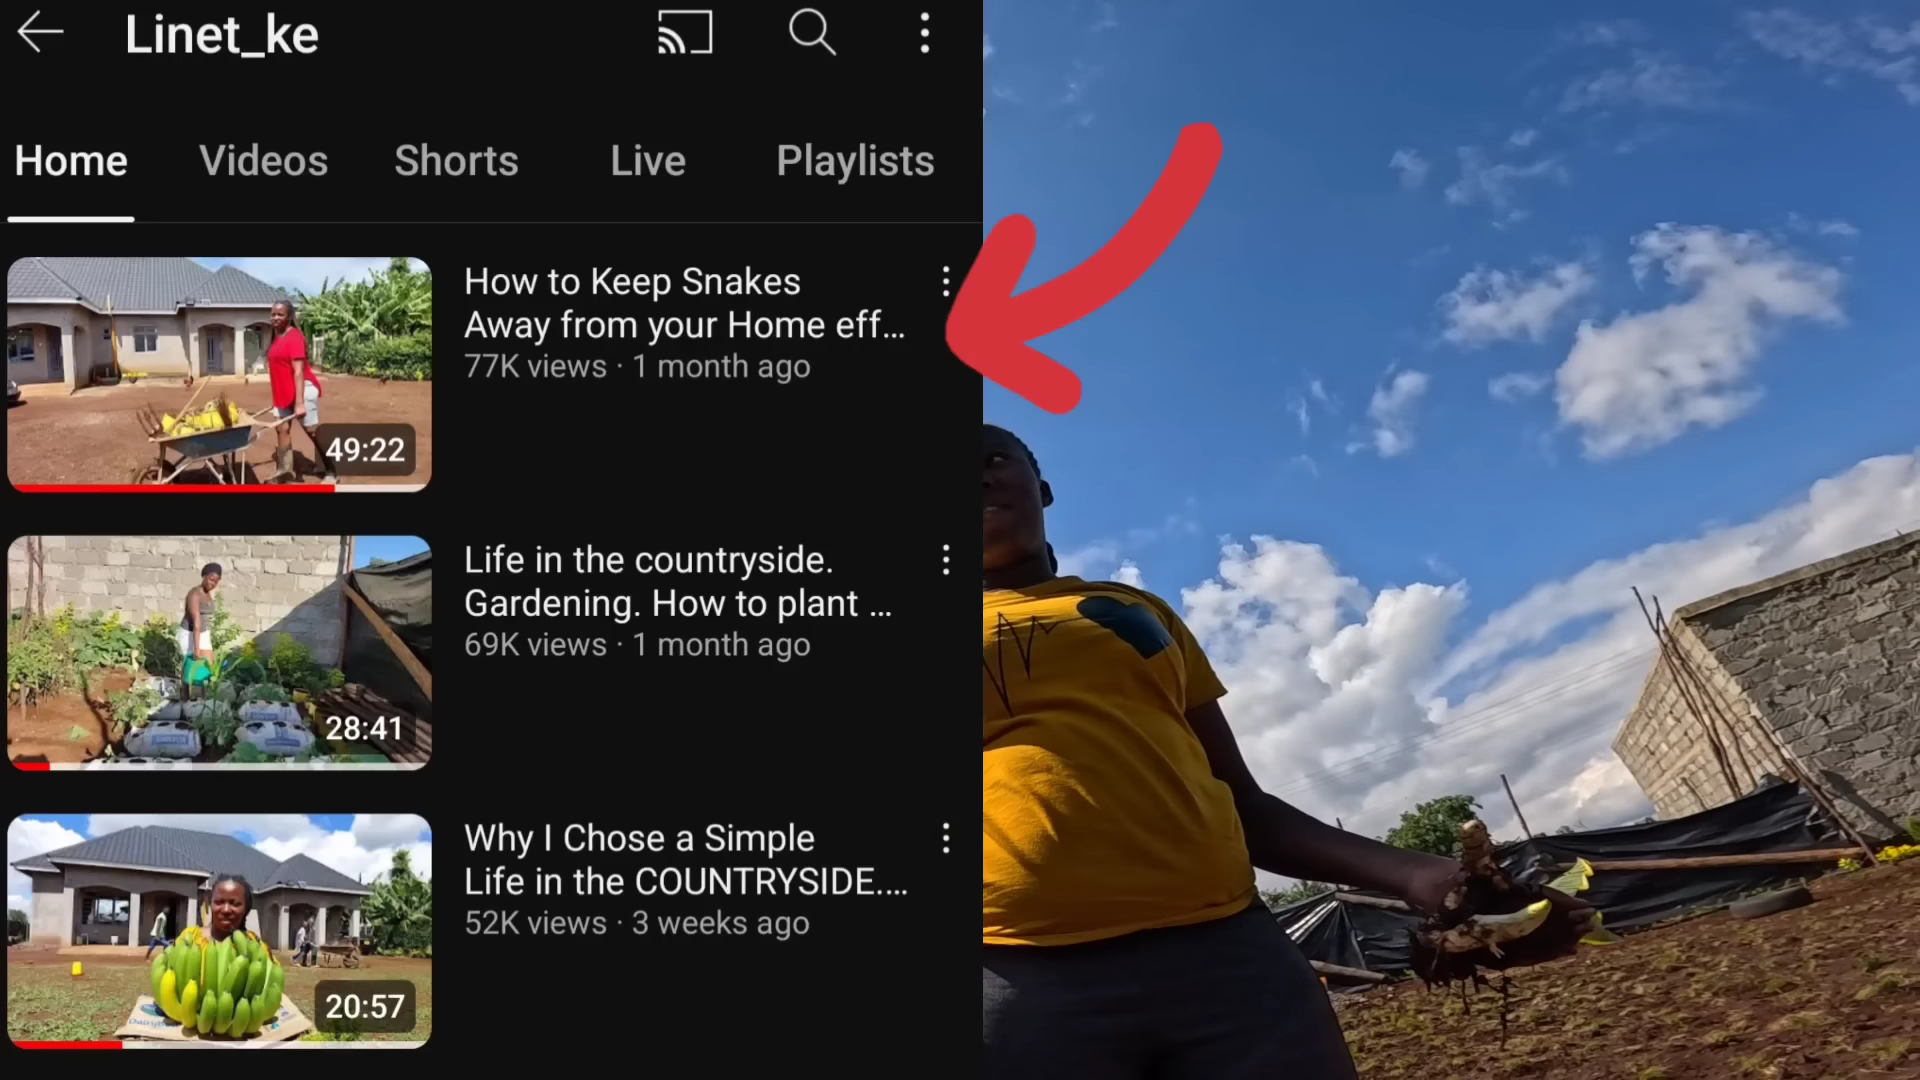 Linet_ke
Home Videos Shorts Live Playlists
How to Keep Snakes
Away from your Home eff...
77K views · 1 month ago
49:22
Life in the countryside.
Gardening. How to plant ...
69K views · 1 month ago
28:41
Why I Chose a Simple
Life in the COUNTRYSIDE....
52K views · 3 weeks ago
20:57